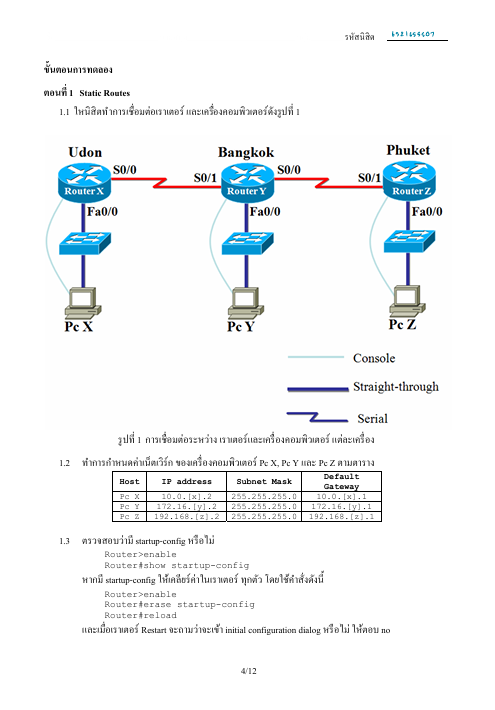 รหัสนิสิต 6321655607
ขั้นตอนการทดลอง
ตอนที่ 1 Static Routes
1.1 ให้นิสิตทำการเชื่อมต่อเราเตอร์ และเครื่องคอมพิวเตอร์ดังรูปที่ 1
Udon Bangkok Phuket
S0/0 S0/1 S0/0 S0/1
Router X Router Y Router Z
Fa0/0 Fa0/0 Fa0/0
Pc X Pc Y Pc Z
Console
Straight-through
Serial
รูปที่ 1 การเชื่อมต่อระหว่าง เราเตอร์และเครื่องคอมพิวเตอร์ แต่ละเครื่อง
1.2 ทำการกำหนดค่าเน็ตเวิร์ก ของเครื่องคอมพิวเตอร์ Pc X, Pc Y และ Pc Z ตามตาราง
Host IP address Subnet Mask Default Gateway
Pc X 10.0.[x].2 255.255.255.0 10.0.[x].1
Pc Y 172.16.[y].2 255.255.255.0 172.16.[y].1
Pc Z 192.168.[z].2 255.255.255.0 192.168.[z].1
1.3 ตรวจสอบว่ามี startup-config หรือไม่
Router>enable
Router#show startup-config
หากมี startup-config ให้เคลียร์ค่าในเราเตอร์ ทุกตัว โดยใช้คำสั่งดังนี้
Router>enable
Router#erase startup-config
Router#reload
และเมื่อเราเตอร์ Restart จะถามว่าจะเข้า initial configuration dialog หรือไม่ ให้ตอบ no
4/12